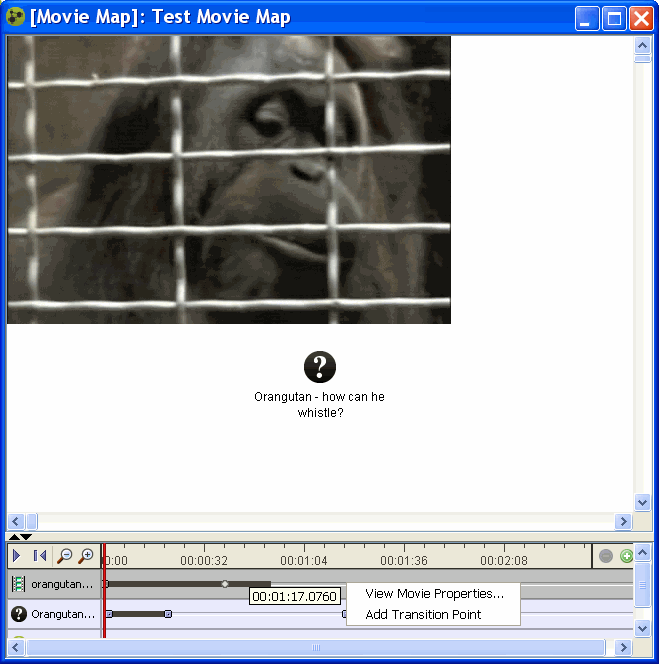 [Movie Map]: Test Movie Map
?
Orangutan - how can he
whistle?
0:00 00:00:32 00:01:04 00:01:36 00:02:08
orangutan...
00:01:17.0760
View Movie Properties...
? Orangutan...
Add Transition Point